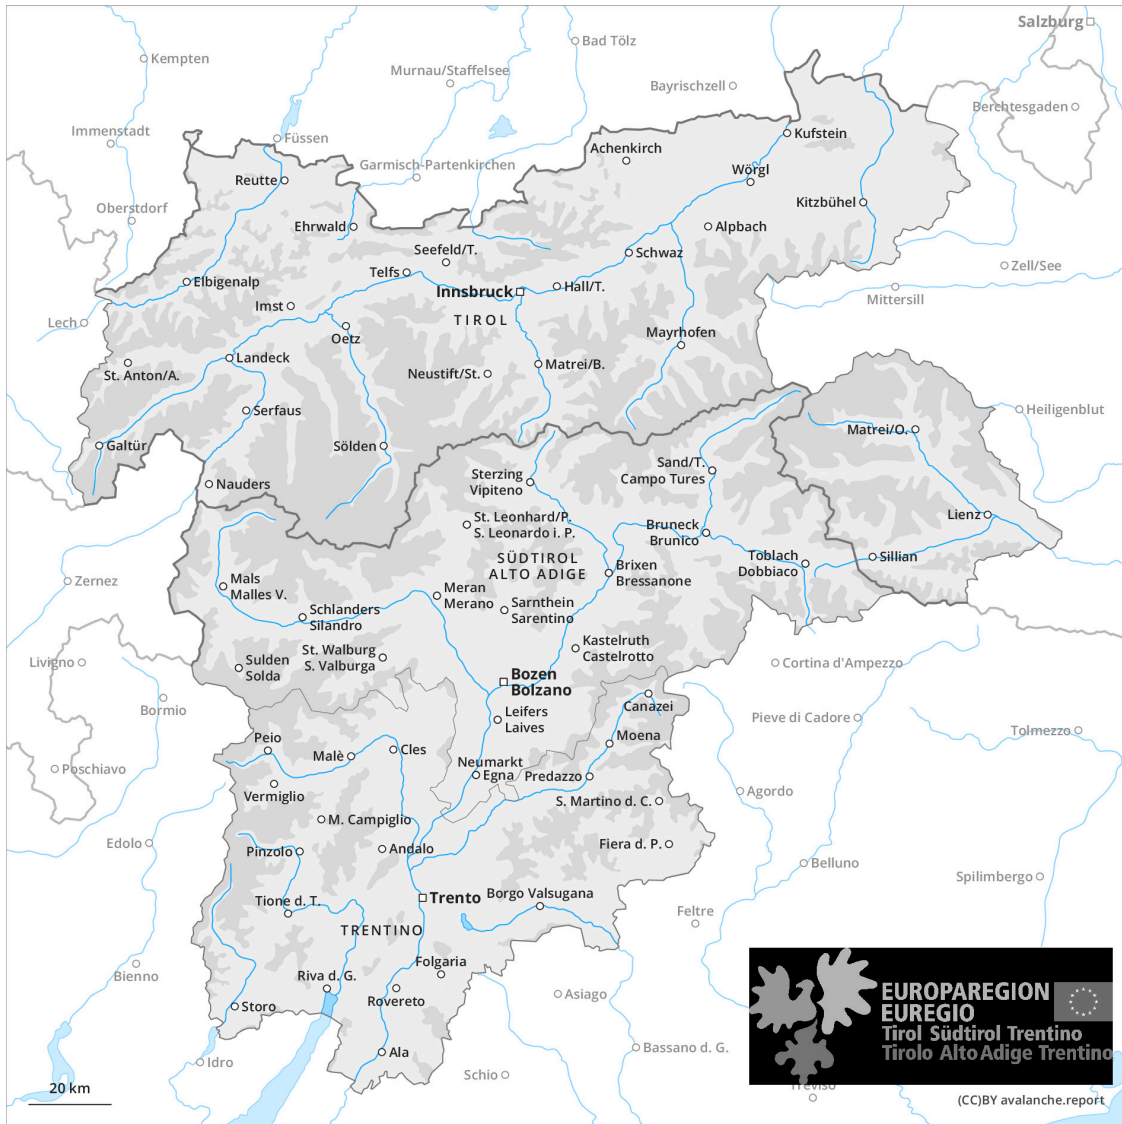 Salzburg
Bad Tölz
Kempten
Murnau/Staffelsee
Bayrischzell
Berchtesgaden
Immenstadt
Füssen
Kufstein
Achenkirch
Garmisch-Partenkirchen
Wörgl
Reutte
Kitzbühel
Oberstdorf
Ehrwald
Alpbach
Seefeld/T.
Schwaz
Telfs
Zell/See
Elbigenalp
Hall/T.
Innsbruck
Mittersill
Imst
TIROL
Lech
Mayrhofen
Oetz
Landeck
Matrei/B.
St. Anton/A.
Neustift/St.
Serfaus
Heiligenblut
Matrei/O.
Galtür
Sölden
Sand/T.
Campo Tures
Sterzing
Vipiteno
Nauders
St. Leonhard/P.
S. Leonardo i. P.
Lienz
Bruneck
Brunico
SÜDTIROL
ALTO ADIGE
Toblach
Dobbiaco
Sillian
Brixen
Bressanone
Zernez
Mals
Malles V.
Meran
Merano
Sarnthein
Sarentino
Schlanders
Silandro
Kastelruth
Castelrotto
St. Walburg
S. Valburga
Livigno
Sulden
Solda
Cortina d'Ampezzo
Bozen
Bolzano
Bormio
Canazei
Leifers
Laives
Pieve di Cadore
Tolmezzo
Peio
Moena
Cles
Malè
Neumarkt
Egna
Predazzo
Poschiavo
Vermiglio
Agordo
S. Martino d. C.
M. Campiglio
Edolo
Fiera d. P.
Pinzolo
Andalo
Belluno
Spilimbergo
Borgo Valsugana
Trento
Tione d. T.
Feltre
TRENTINO
Folgaria
Bienno
Riva d. G.
Asiago
Rovereto
Storo
EUROPAREGION
EUREGIO
Tirol Südtirol Trentino
Tirolo Alto Adige Trentino
Bassano d. G.
Ala
Idro
Schio
Treviso
20 km
(CC)BY avalanche.report